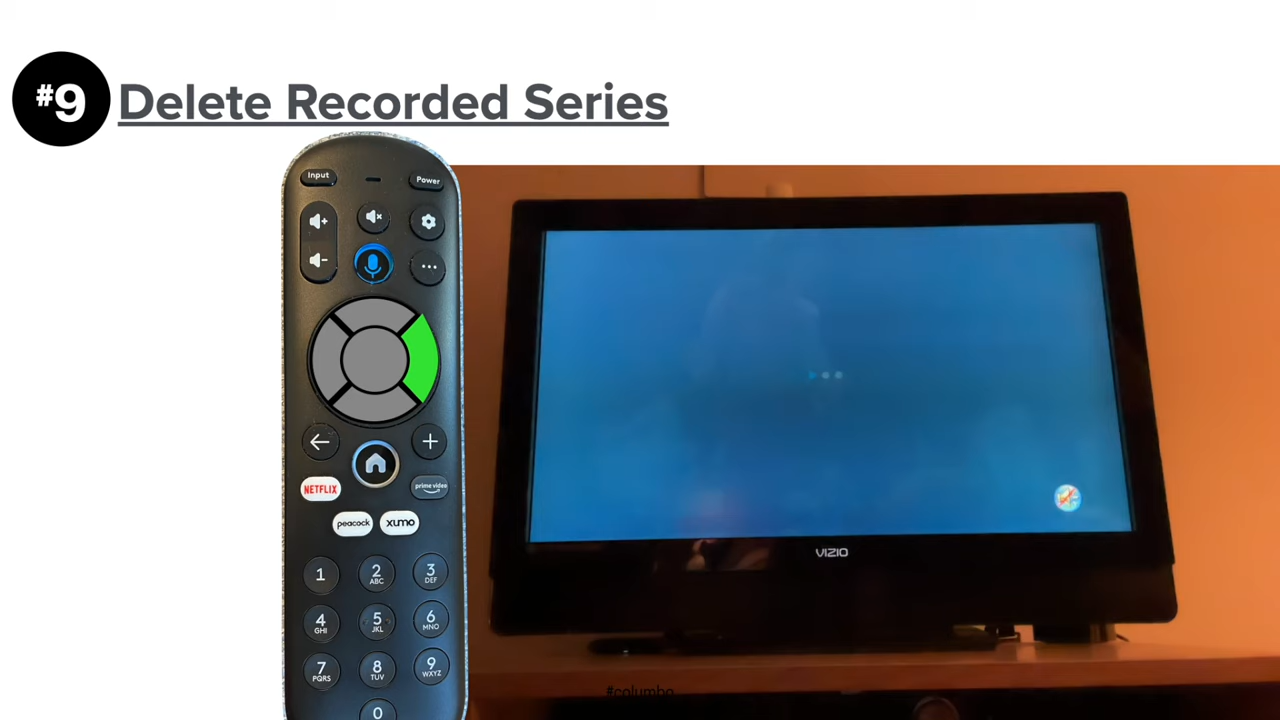 #9 Delete Recorded Series
Input
Power
NETFLIX
prime video
peacock
xumo
1
2 ABC
3 DEF
4 GHI
5 JKL
6 MNO
7 PQRS
8 TUV
9 WXYZ
0
VIZIO
#columbo